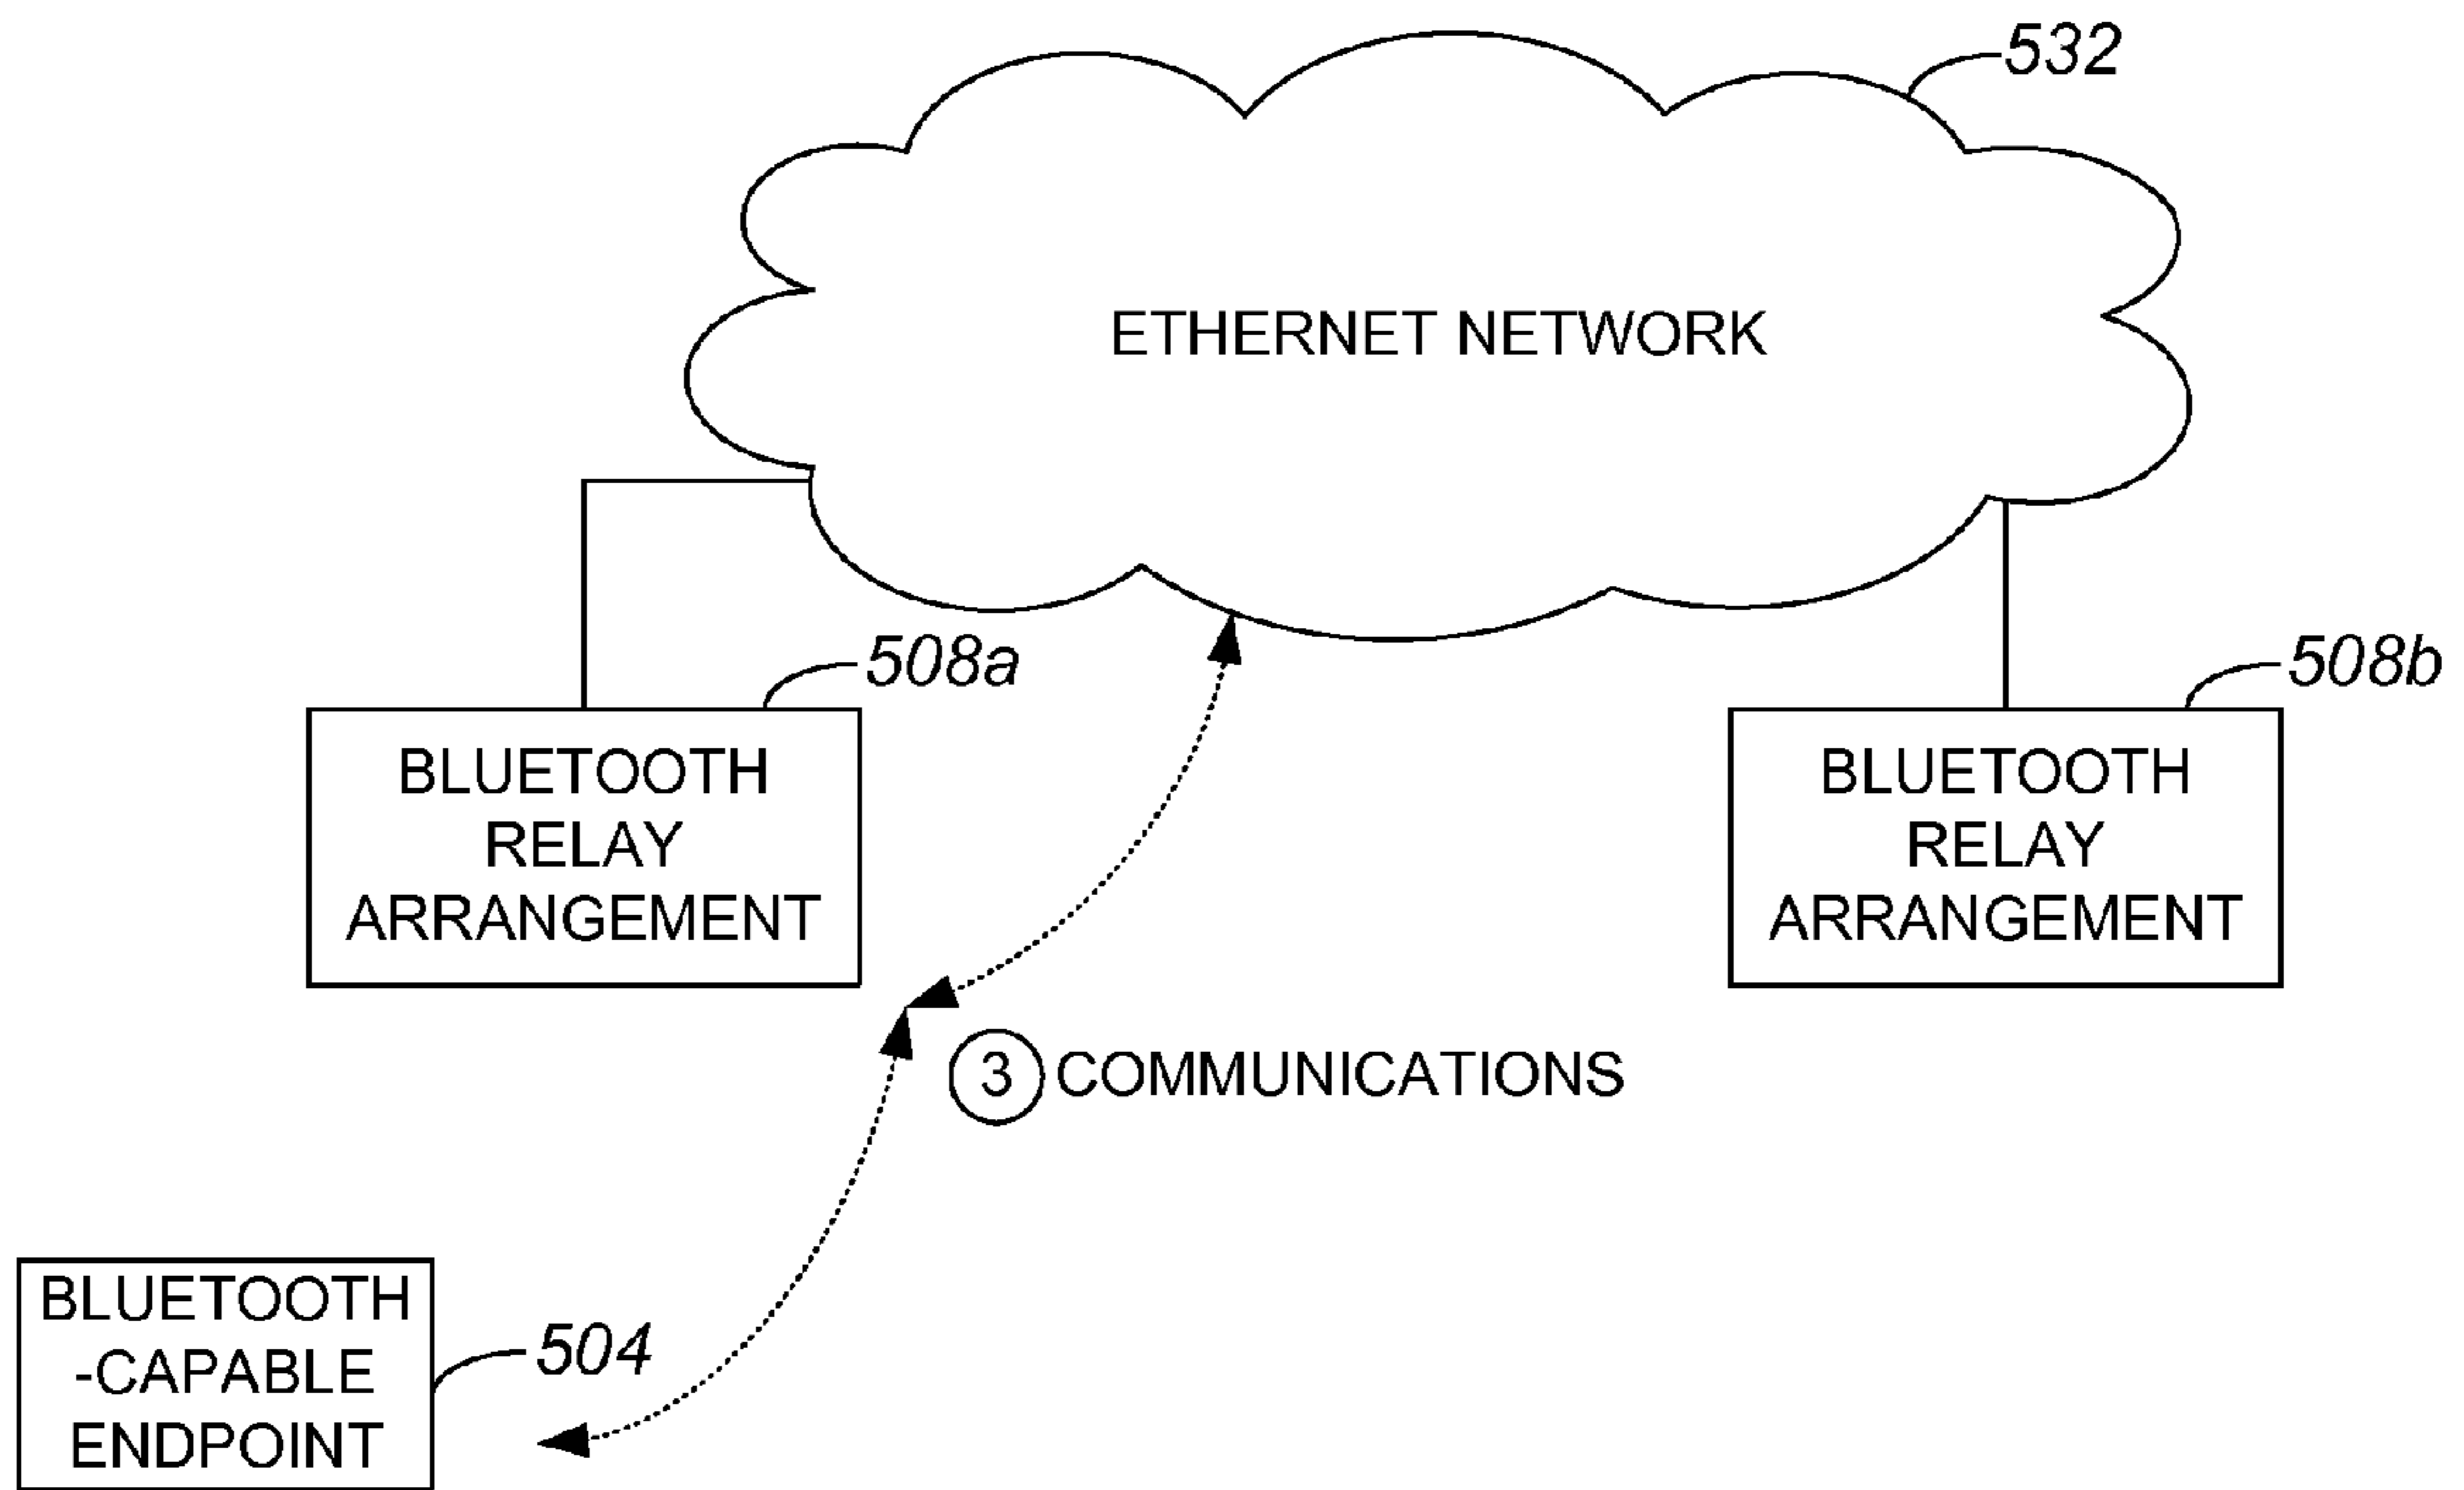 532
ETHERNET NETWORK
508a
508b
BLUETOOTH
RELAY
ARRANGEMENT
BLUETOOTH
RELAY
ARRANGEMENT
3 COMMUNICATIONS
BLUETOOTH
-CAPABLE
ENDPOINT
504